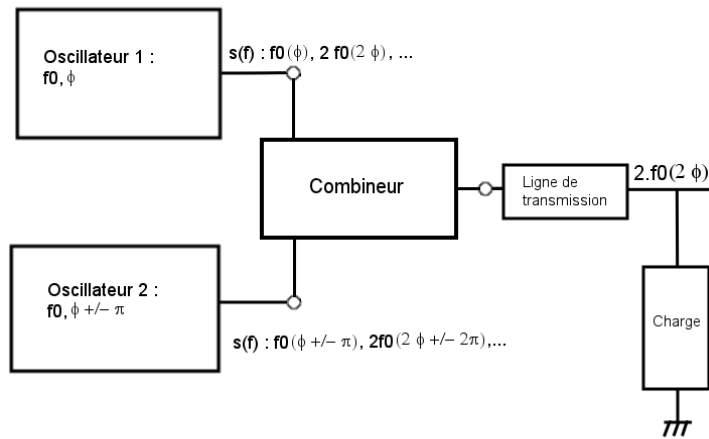 Oscillateur 1 :
f0, ϕ
s(f) : f0(ϕ), 2 f0(2 ϕ), ...
Combineur
Ligne de
transmission
2.f0(2 ϕ)
Oscillateur 2 :
f0, ϕ +/− π
s(f) : f0(ϕ +/− π), 2f0(2 ϕ +/− 2π),...
Charge